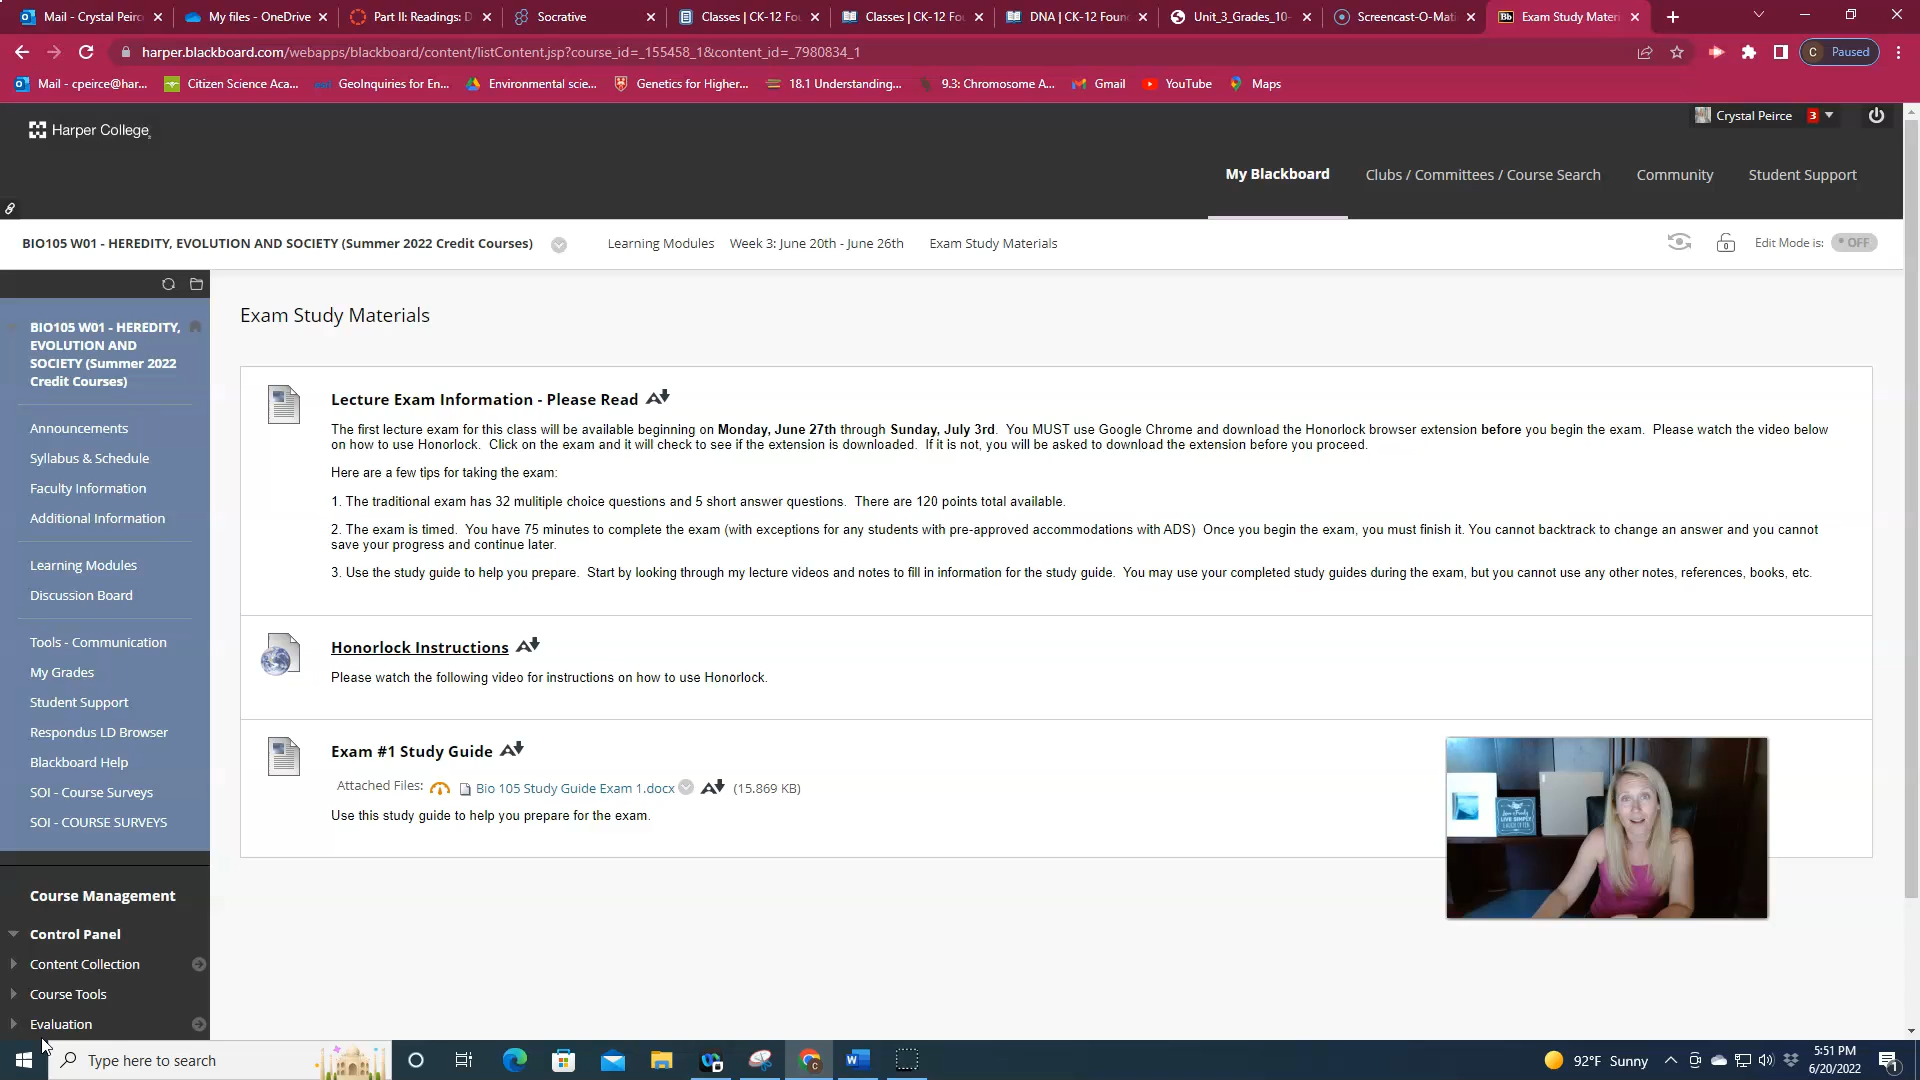 Mail - Crystal Peirc
My files - OneDrive
Part II: Readings: D
Socrative
Classes | CK-12 Fou
Classes | CK-12 Fou
DNA | CK-12 Foun
Unit_3_Grades_10-
Screencast-O-Mati
Exam Study Materi
harper.blackboard.com/webapps/blackboard/content/listContent.jsp?course_id=_155458_1&content_id=_7980834_1
C Paused
Mail - cpeirce@har...
Citizen Science Aca...
GeoInquiries for En...
Environmental scie...
Genetics for Higher...
18.1 Understanding...
9.3: Chromosome A...
Gmail
YouTube
Maps
Harper College
Crystal Peirce 3
My Blackboard
Clubs / Committees / Course Search
Community
Student Support
BIO105 W01 - HEREDITY, EVOLUTION AND SOCIETY (Summer 2022 Credit Courses)
Learning Modules
Week 3: June 20th - June 26th
Exam Study Materials
Edit Mode is: OFF
BIO105 W01 - HEREDITY,
EVOLUTION AND
SOCIETY (Summer 2022
Credit Courses)
Announcements
Syllabus & Schedule
Faculty Information
Additional Information
Learning Modules
Discussion Board
Tools - Communication
My Grades
Student Support
Respondus LD Browser
Blackboard Help
SOI - Course Surveys
SOI - COURSE SURVEYS
Course Management
Control Panel
Content Collection
Course Tools
Evaluation
Exam Study Materials
Lecture Exam Information - Please Read
The first lecture exam for this class will be available beginning on Monday, June 27th through Sunday, July 3rd. You MUST use Google Chrome and download the Honorlock browser extension before you begin the exam. Please watch the video below
on how to use Honorlock. Click on the exam and it will check to see if the extension is downloaded. If it is not, you will be asked to download the extension before you proceed.
Here are a few tips for taking the exam:
1. The traditional exam has 32 mulitiple choice questions and 5 short answer questions. There are 120 points total available.
2. The exam is timed. You have 75 minutes to complete the exam (with exceptions for any students with pre-approved accommodations with ADS) Once you begin the exam, you must finish it. You cannot backtrack to change an answer and you cannot
save your progress and continue later.
3. Use the study guide to help you prepare. Start by looking through my lecture videos and notes to fill in information for the study guide. You may use your completed study guides during the exam, but you cannot use any other notes, references, books, etc.
Honorlock Instructions
Please watch the following video for instructions on how to use Honorlock.
Exam #1 Study Guide
Attached Files: Bio 105 Study Guide Exam 1.docx (15.869 KB)
Use this study guide to help you prepare for the exam.
LIVE SIMPLY
Type here to search
92°F Sunny
5:51 PM
6/20/2022
1